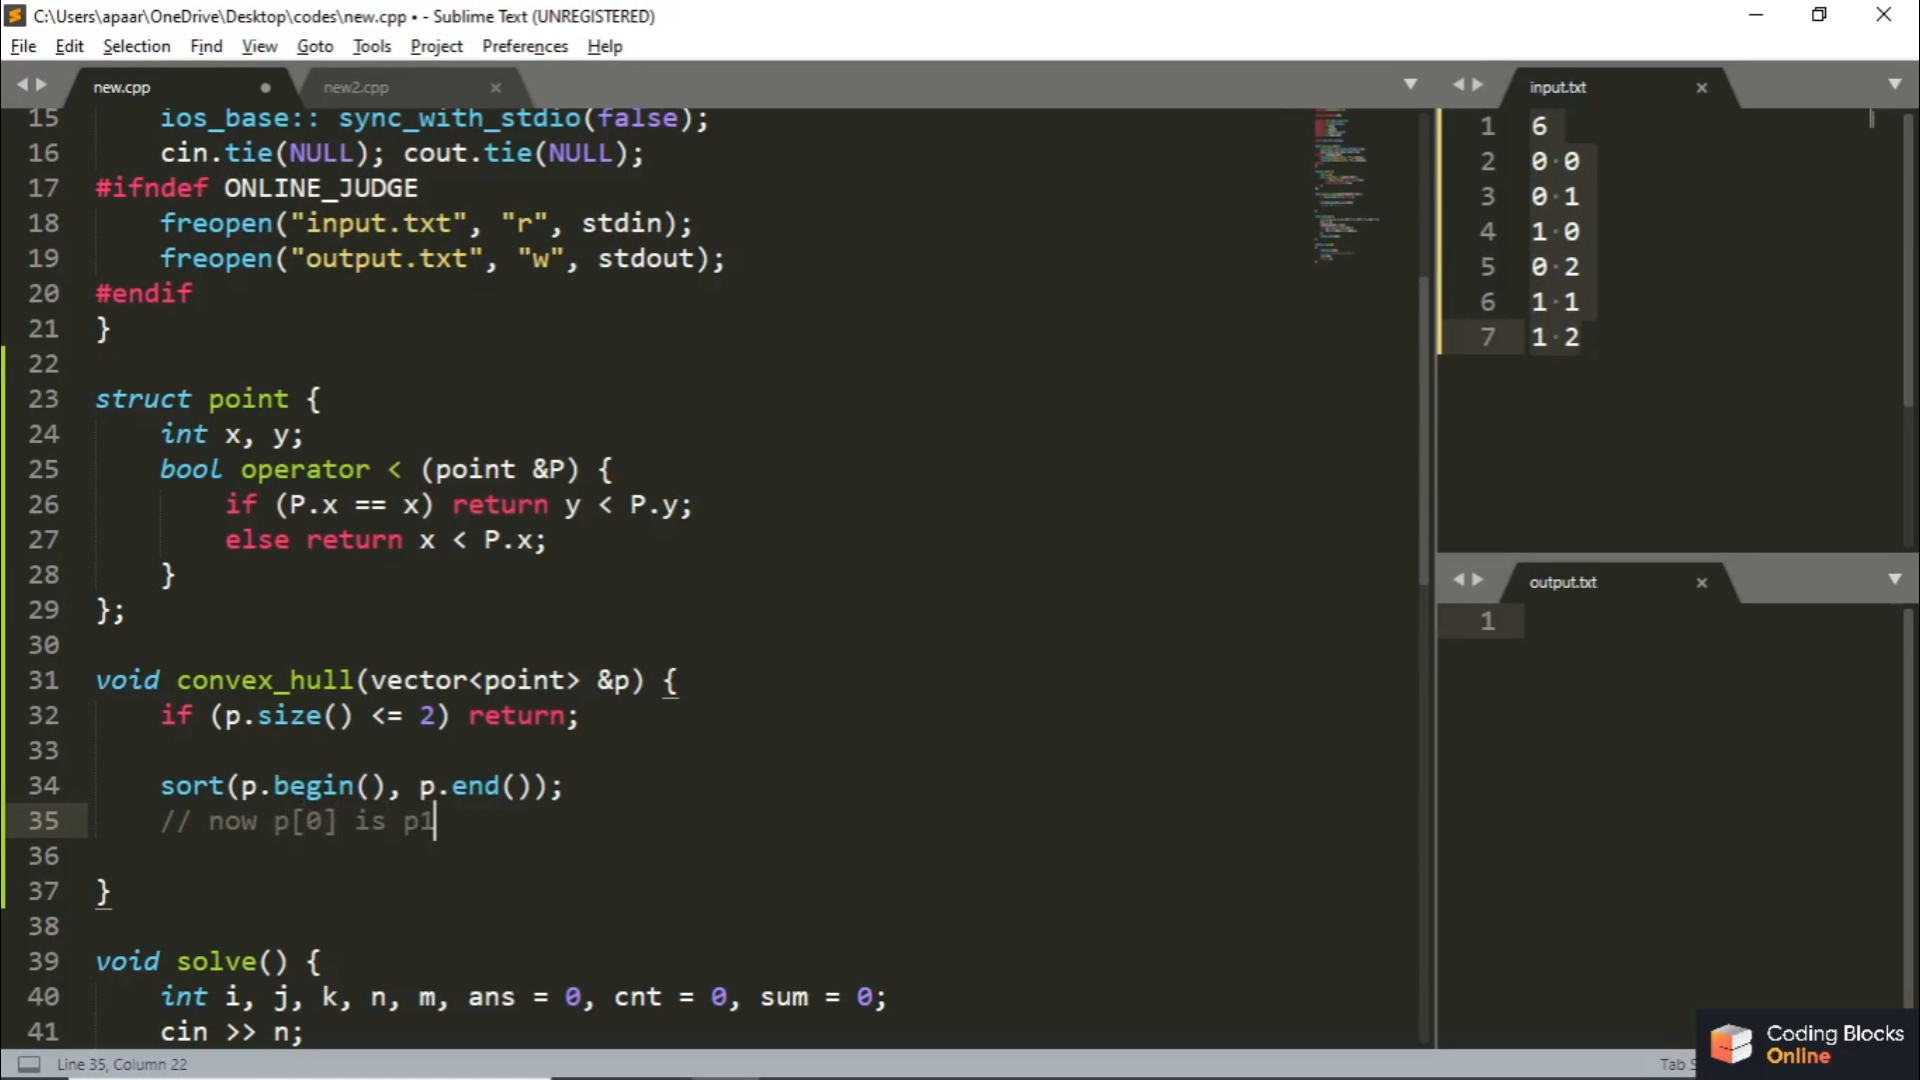 C:\Users\apaar\OneDrive\Desktop\codes\new.cpp • - Sublime Text (UNREGISTERED)
File Edit Selection Find View Goto Tools Project Preferences Help
new.cpp
new2.cpp
15 ios_base:: sync_with_stdio(false);
16 cin.tie(NULL); cout.tie(NULL);
17 #ifndef ONLINE_JUDGE
18 freopen("input.txt", "r", stdin);
19 freopen("output.txt", "w", stdout);
20 #endif
21 }
22
23 struct point {
24 int x, y;
25 bool operator < (point &P) {
26 if (P.x == x) return y < P.y;
27 else return x < P.x;
28 }
29 };
30
31 void convex_hull(vector<point> &p) {
32 if (p.size() <= 2) return;
33
34 sort(p.begin(), p.end());
35 // now p[0] is p1
36
37 }
38
39 void solve() {
40 int i, j, k, n, m, ans = 0, cnt = 0, sum = 0;
41 cin >> n;
input.txt
1 6
2 0 0
3 0 1
4 1 0
5 0 2
6 1 1
7 1 2
output.txt
1
Line 35, Column 22
Tab
Coding Blocks
Online